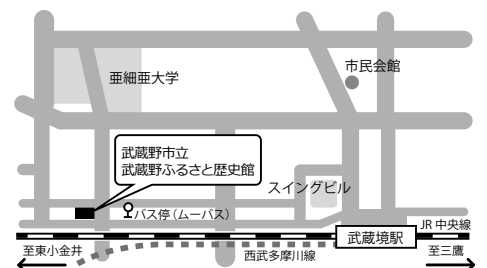 市民会館
亜細亜大学
武蔵野市立
武蔵野ふるさと歴史館
スイングビル
バス停（ムーバス）
JR 中央線
武蔵境駅
至東小金井
西武多摩川線
至三鷹